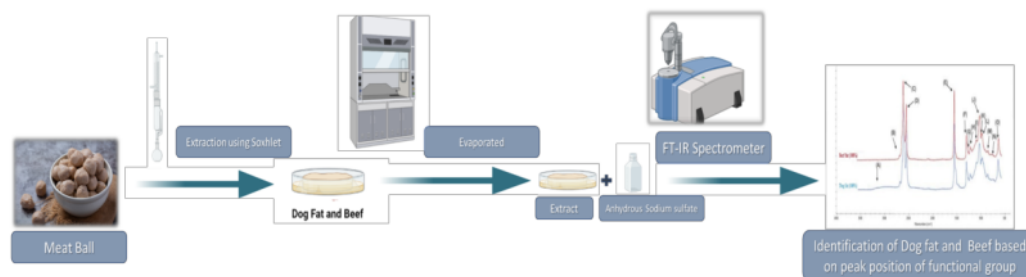 Extraction using Soxhlet
Evaporated
FT-IR Spectrometer
Dog Fat and Beef
Extract
Anhydrous Sodium sulfate
Meat Ball
Identification of Dog fat and Beef based
on peak position of functional group